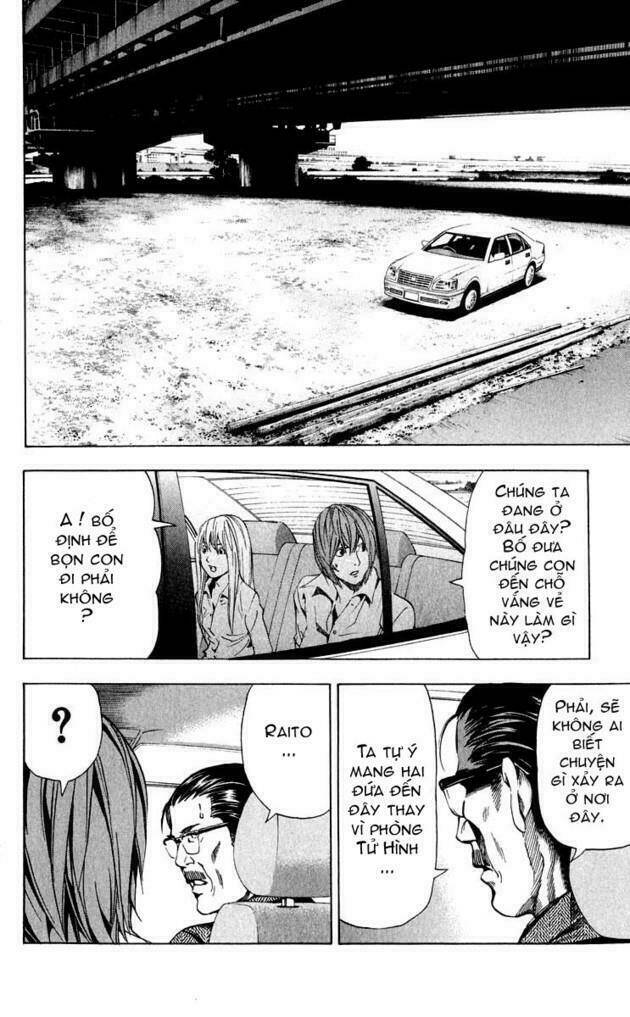 CHÚNG TA
ĐANG Ở
ĐÂU ĐÂY?
BỐ ĐƯA
CHÚNG CON
ĐẾN CHỖ
VẮNG VẺ
NÀY LÀM GÌ
VẬY?
A! BỐ
ĐỊNH ĐỂ
BỌN CON
ĐI PHẢI
KHÔNG
?
PHẢI, SẼ
KHÔNG AI
BIẾT
CHUYỆN
GÌ XẢY RA
Ở NƠI
ĐÂY.
TA TỰ Ý
MANG HAI
ĐỨA ĐẾN
ĐÂY THAY
VÌ PHÒNG
TỬ HÌNH
...
RAITO
...
?